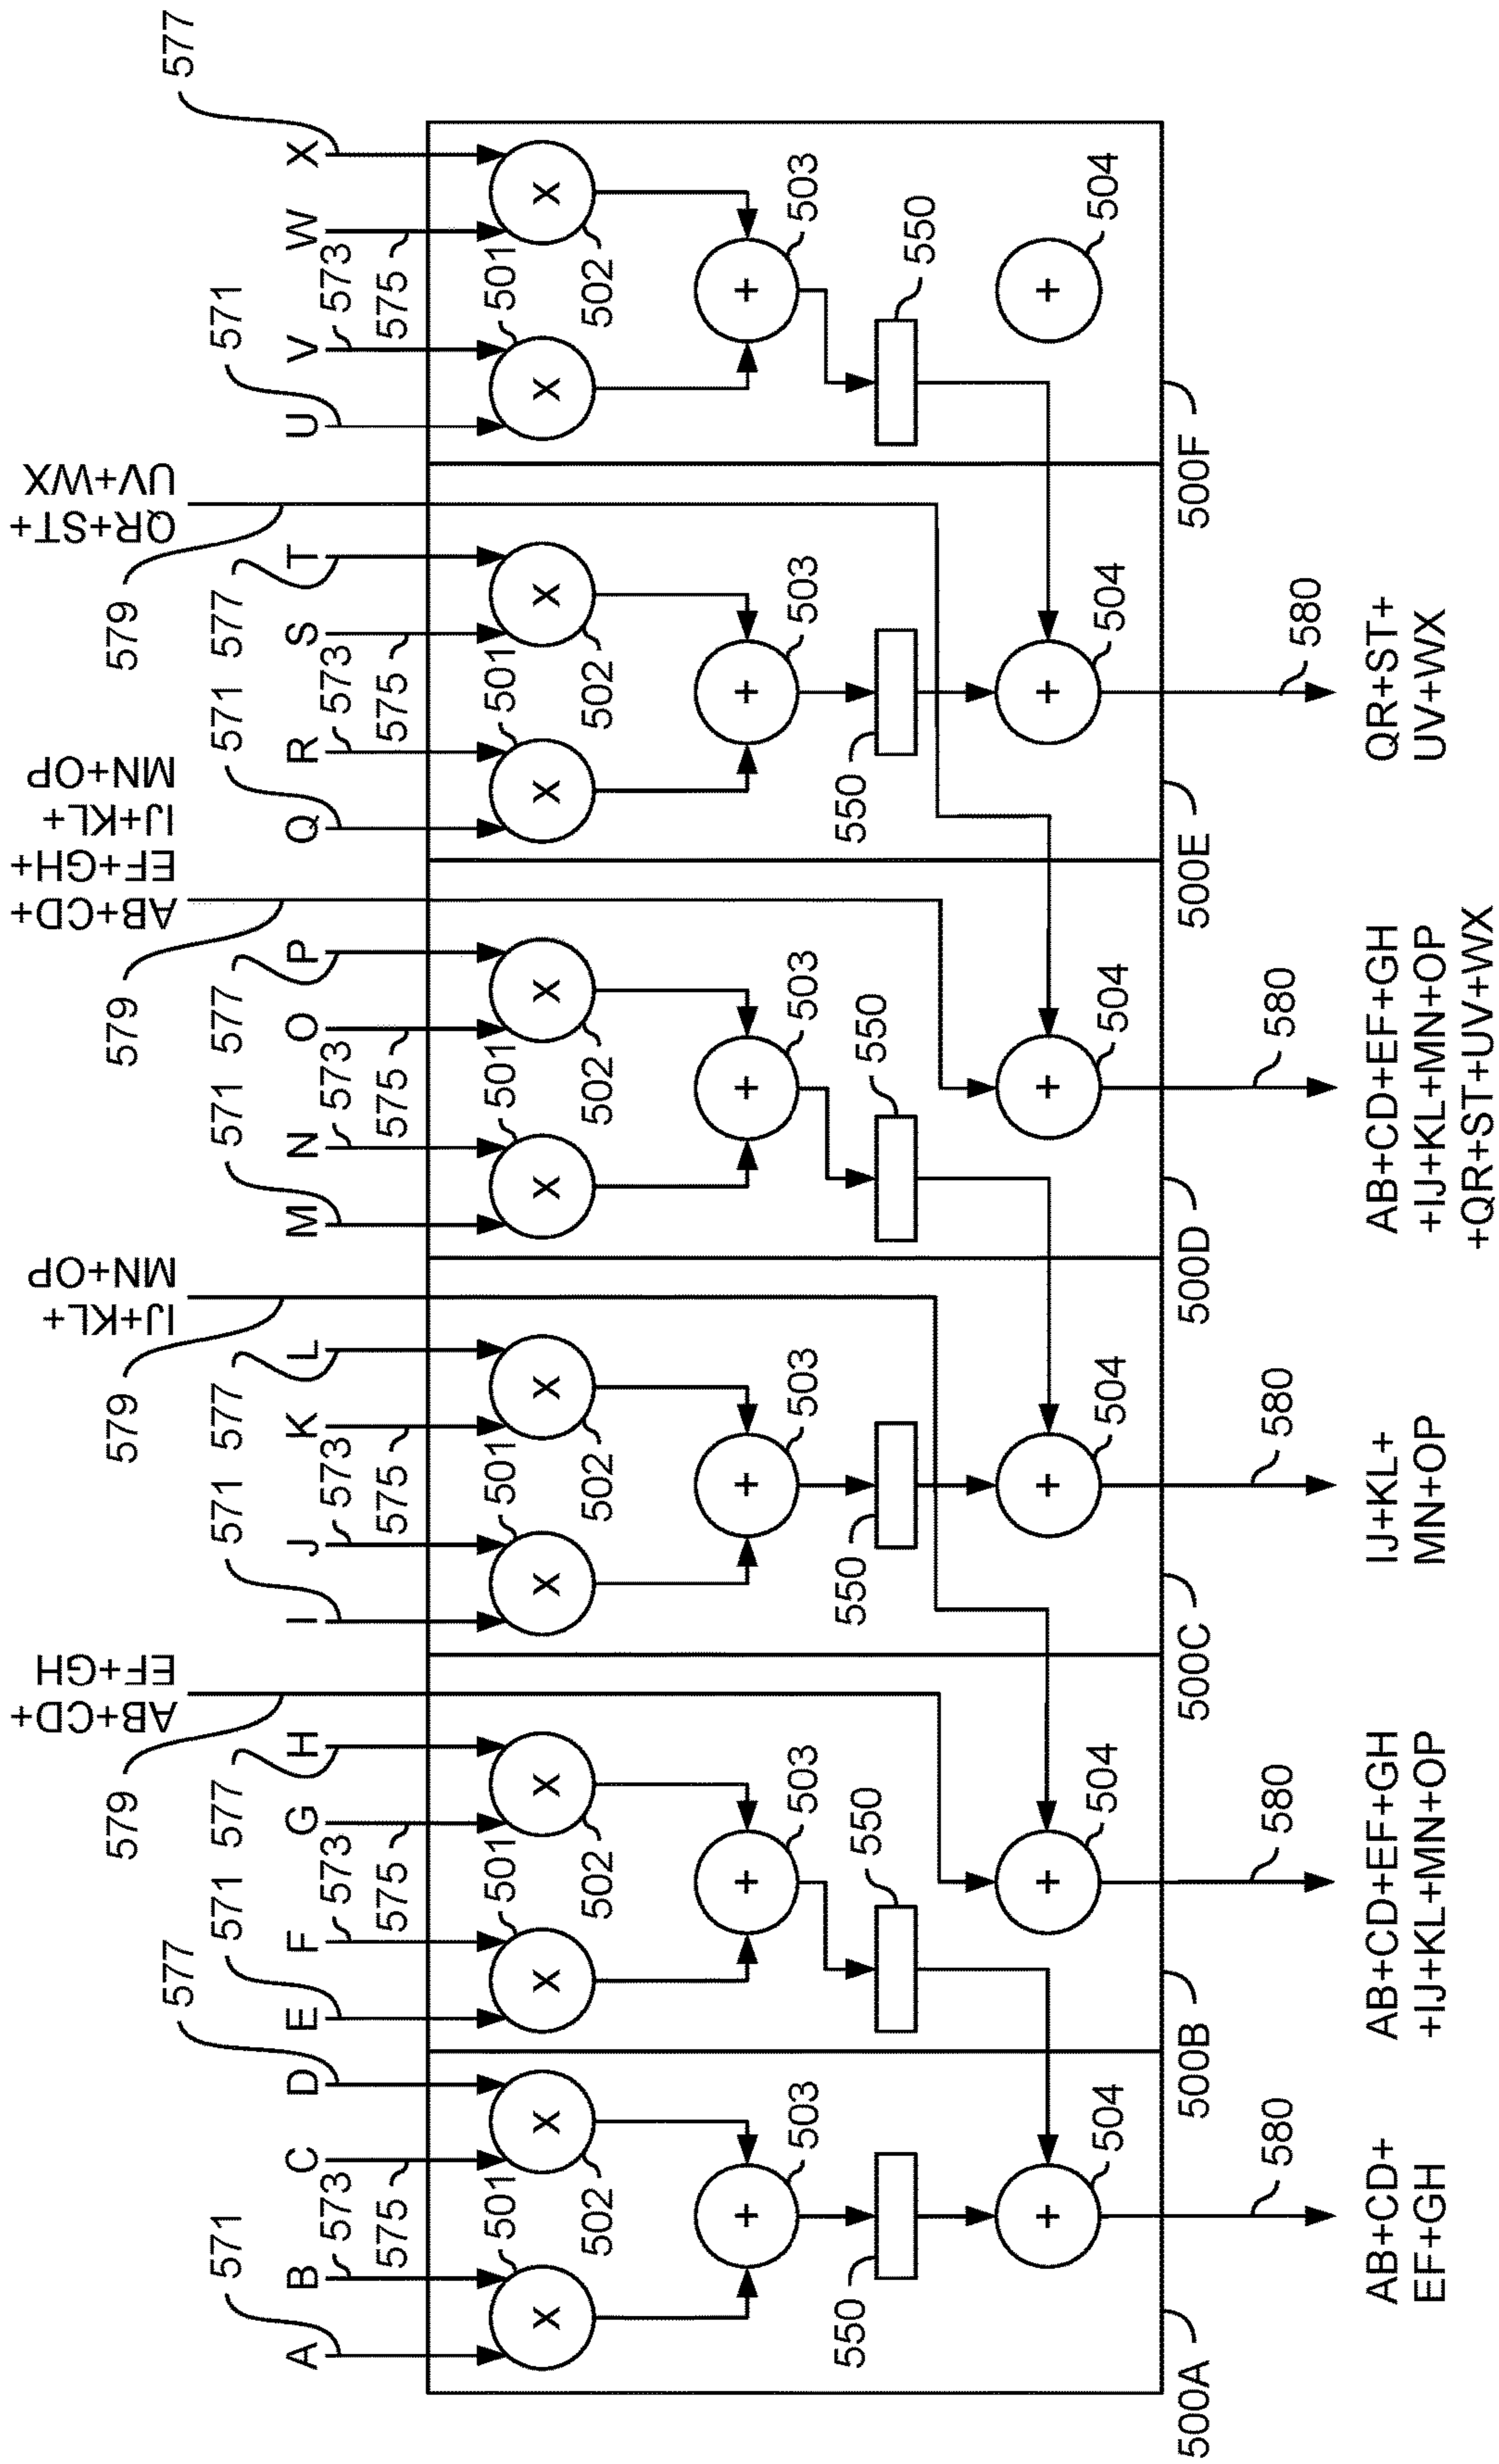 A
B
C
D
571
573
575
577
501
502
503
550
504
500A
580
AB+CD+
EF+GH
E
F
G
H
571
573
575
577
579
AB+CD+
EF+GH
501
502
503
550
504
500B
580
AB+CD+EF+GH
+IJ+KL+MN+OP
I
J
K
L
571
573
575
577
579
IJ+KL+
MN+OP
501
502
503
550
504
500C
580
IJ+KL+
MN+OP
M
N
O
P
571
573
575
577
579
AB+CD+
EF+GH+
IJ+KL+
MN+OP
501
502
503
550
504
500D
580
AB+CD+EF+GH
+IJ+KL+MN+OP
+QR+ST+UV+WX
Q
R
S
T
571
573
575
577
579
QR+ST+
UV+WX
501
502
503
550
504
500E
580
QR+ST+
UV+WX
U
V
W
X
571
573
575
577
501
502
503
550
504
500F